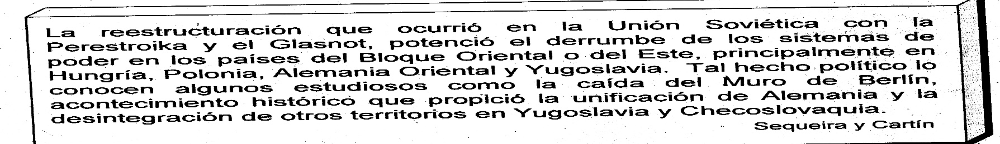 La reestructuración que ocurrió en la Unión Soviética con la
Perestroika y el Glasnot, potenció el derrumbe de los sistemas de
poder en los países del Bloque Oriental o del Este, principalmente en
Hungría, Polonia, Alemania Oriental y Yugoslavia. Tal hecho político lo
conocen algunos estudiosos como la caída del Muro de Berlín,
acontecimiento histórico que propició la unificación de Alemania y la
desintegración de otros territorios en Yugoslavia y Checoslovaquia.
Sequeira y Cartín